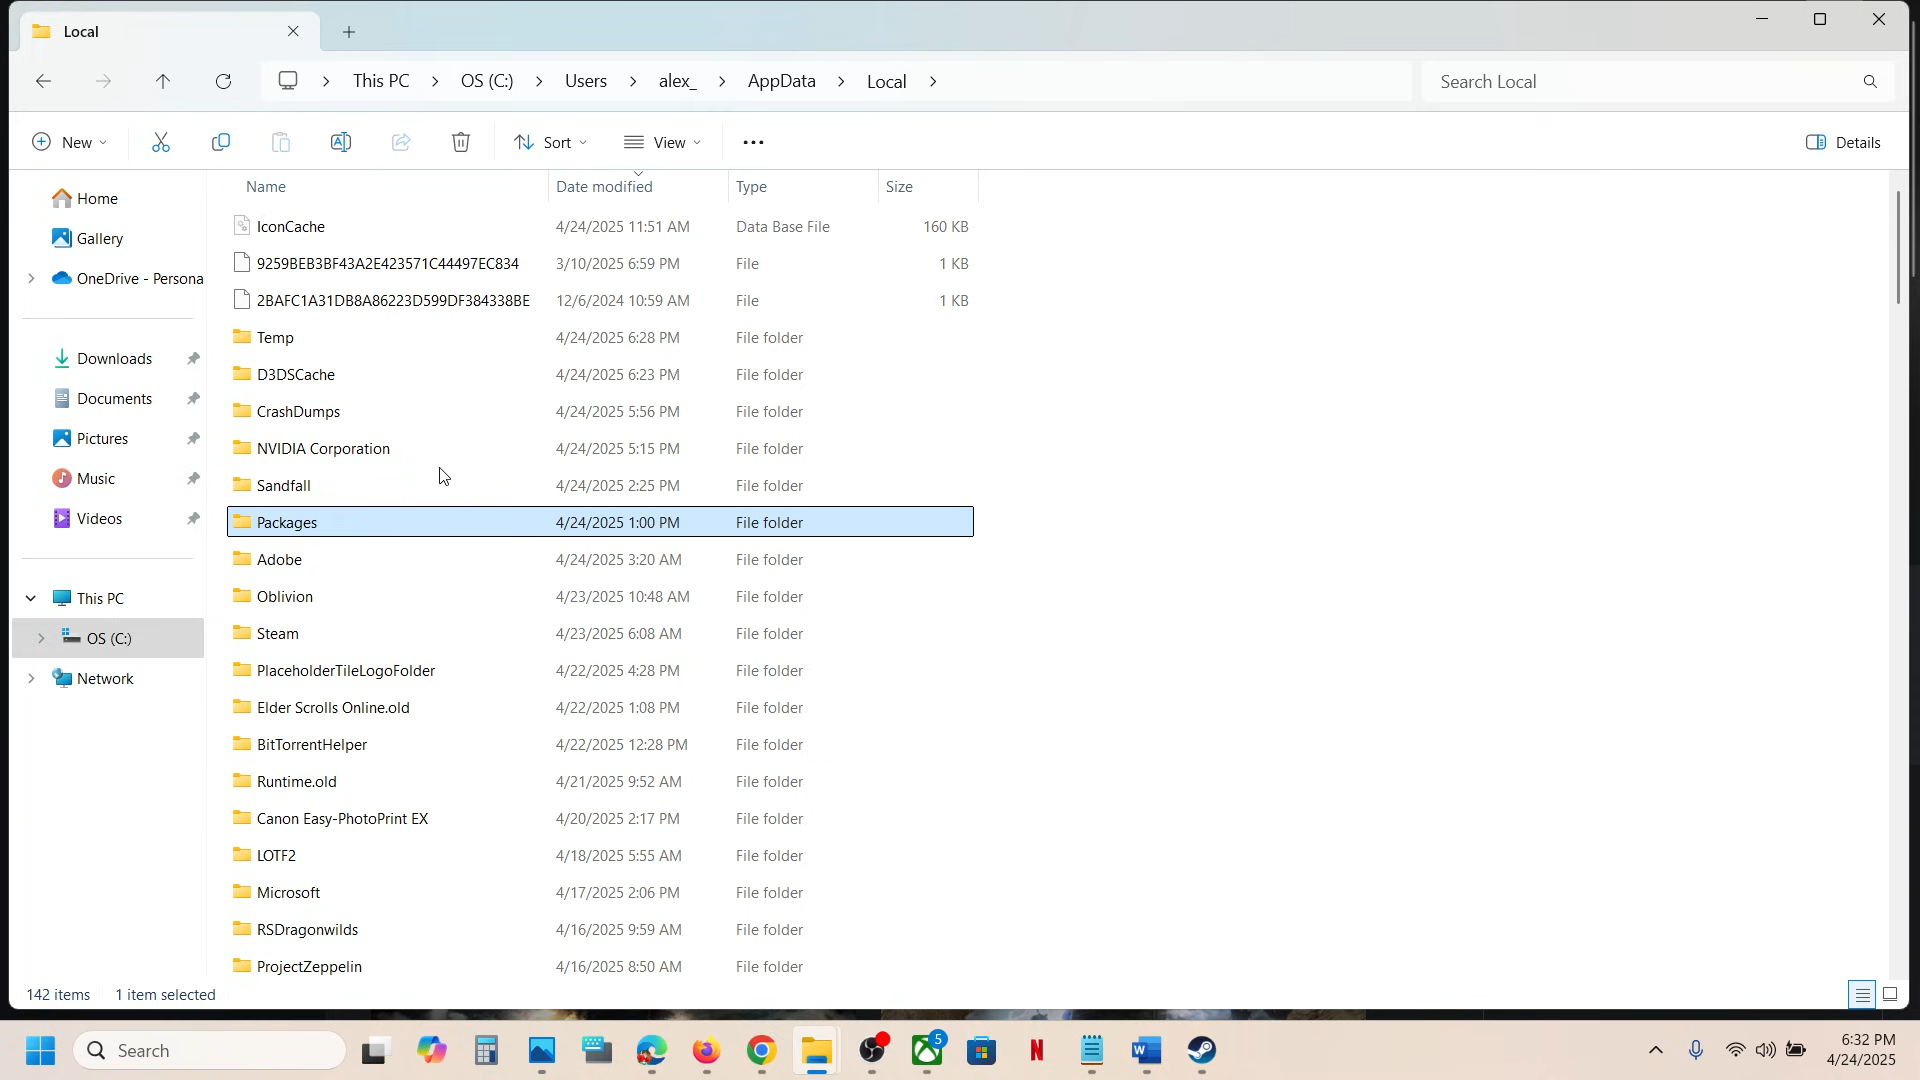 Local
This PC
OS (C:)
Users
alex_
AppData
Local
Search Local
New
Sort
View
Details
Name
Date modified
Type
Size
Home
Gallery
OneDrive - Persona
Downloads
Documents
Pictures
Music
Videos
This PC
OS (C:)
Network
IconCache 4/24/2025 11:51 AM Data Base File 160 KB
9259BEB3BF43A2E423571C44497EC834 3/10/2025 6:59 PM File 1 KB
2BAFC1A31DB8A86223D599DF384338BE 12/6/2024 10:59 AM File 1 KB
Temp 4/24/2025 6:28 PM File folder
D3DSCache 4/24/2025 6:23 PM File folder
CrashDumps 4/24/2025 5:56 PM File folder
NVIDIA Corporation 4/24/2025 5:15 PM File folder
Sandfall 4/24/2025 2:25 PM File folder
Packages 4/24/2025 1:00 PM File folder
Adobe 4/24/2025 3:20 AM File folder
Oblivion 4/23/2025 10:48 AM File folder
Steam 4/23/2025 6:08 AM File folder
PlaceholderTileLogoFolder 4/22/2025 4:28 PM File folder
Elder Scrolls Online.old 4/22/2025 1:08 PM File folder
BitTorrentHelper 4/22/2025 12:28 PM File folder
Runtime.old 4/21/2025 9:52 AM File folder
Canon Easy-PhotoPrint EX 4/20/2025 2:17 PM File folder
LOTF2 4/18/2025 5:55 AM File folder
Microsoft 4/17/2025 2:06 PM File folder
RSDragonwilds 4/16/2025 9:59 AM File folder
ProjectZeppelin 4/16/2025 8:50 AM File folder
142 items 1 item selected
Search
5
N
W
6:32 PM
4/24/2025